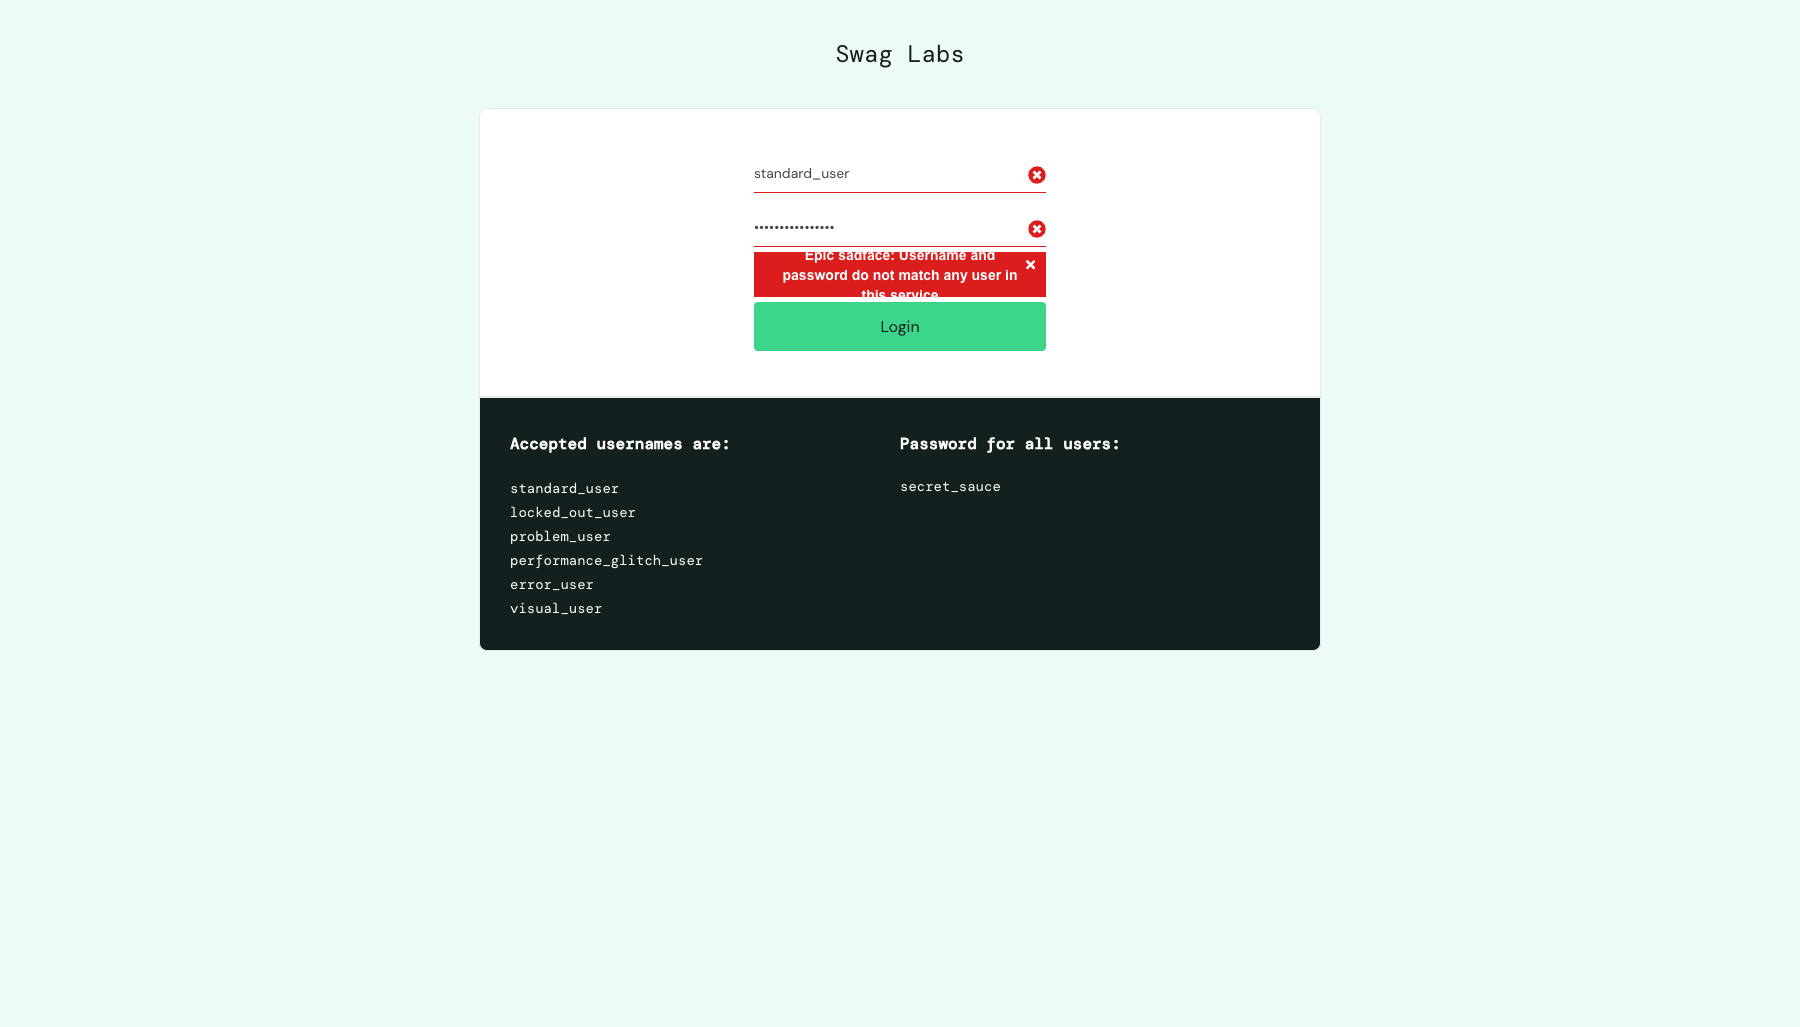 Swag Labs
standard_user
••••••••••••••••
Epic sadface: Username and
password do not match any user in
this service
Login
Accepted usernames are:
standard_user
locked_out_user
problem_user
performance_glitch_user
error_user
visual_user
Password for all users:
secret_sauce